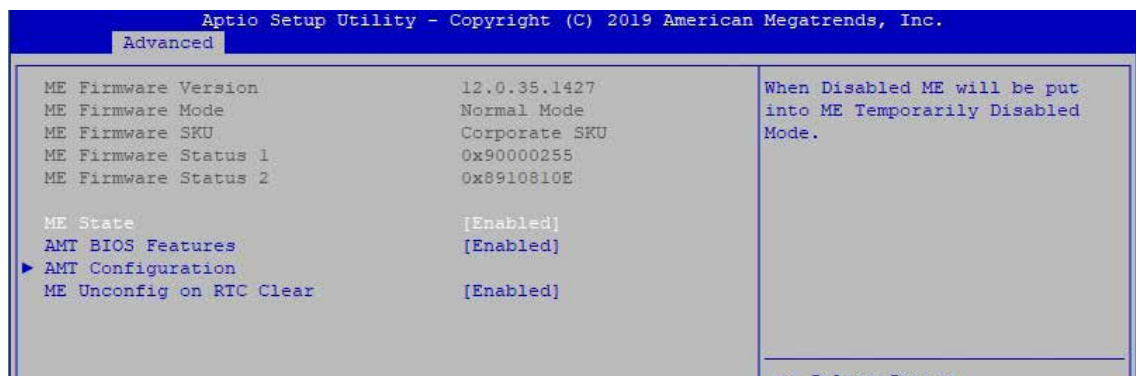 Aptio Setup Utility - Copyright (C) 2019 American Megatrends, Inc.
Advanced
ME Firmware Version 12.0.35.1427
ME Firmware Mode Normal Mode
ME Firmware SKU Corporate SKU
ME Firmware Status 1 0x90000255
ME Firmware Status 2 0x8910810E
ME State [Enabled]
AMT BIOS Features [Enabled]
► AMT Configuration
ME Unconfig on RTC Clear [Enabled]
When Disabled ME will be put
into ME Temporarily Disabled
Mode.